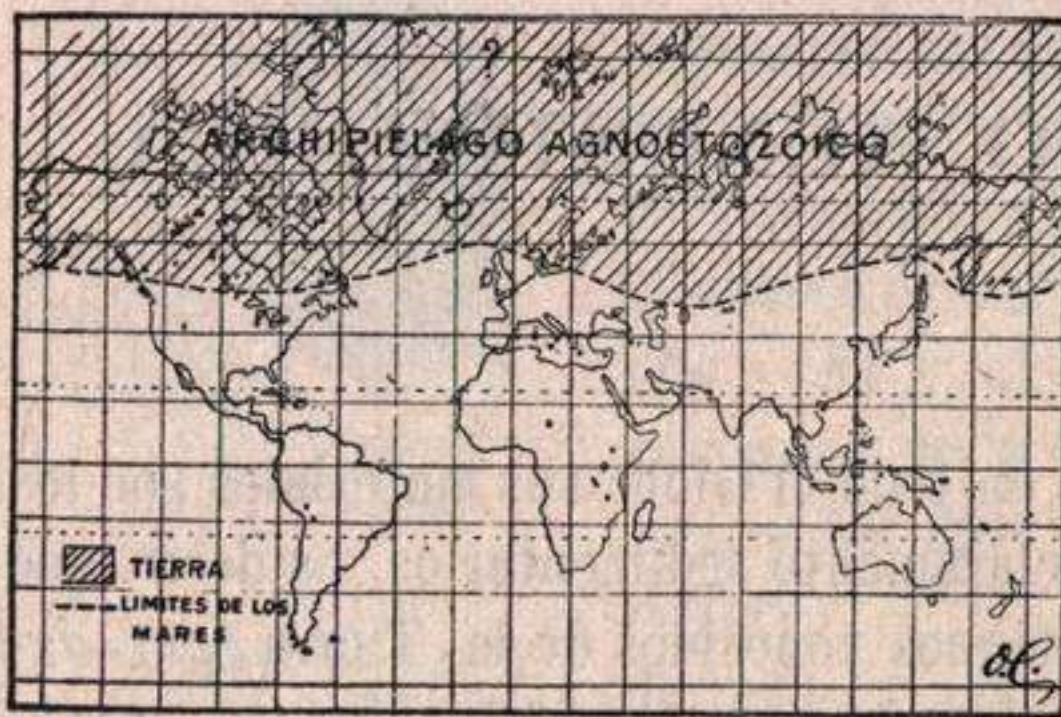 ?
ARCHIPIELAGO AGNOSTOZOICO
TIERRA
LIMITES DE LOS
MARES